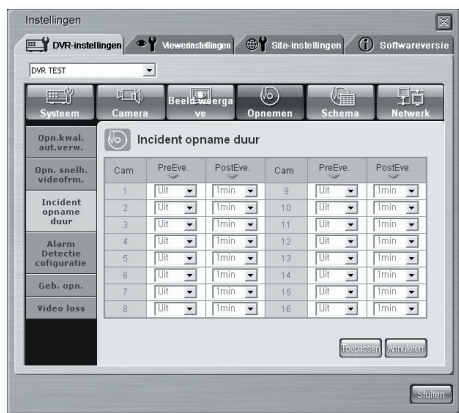 Instellingen
DVR-instellingen Viewerinstellingen Site-instellingen Softwareversie
DVR TEST
Systeem Camera Beeld weerga ve Opnemen Schema Netwerk
Opn.kwal. aut.verw.
Opn. snelh. videofrm.
Incident opname duur
Alarm Detectie cofiguratie
Geb. opn.
Video loss
Incident opname duur
Cam PreEve. PostEve. Cam PreEve. PostEve.
1 Uit 1min 9 Uit 1min
2 Uit 1min 10 Uit 1min
3 Uit 1min 11 Uit 1min
4 Uit 1min 12 Uit 1min
5 Uit 1min 13 Uit 1min
6 Uit 1min 14 Uit 1min
7 Uit 1min 15 Uit 1min
8 Uit 1min 16 Uit 1min
Toepassen Annuleren
Sluiten